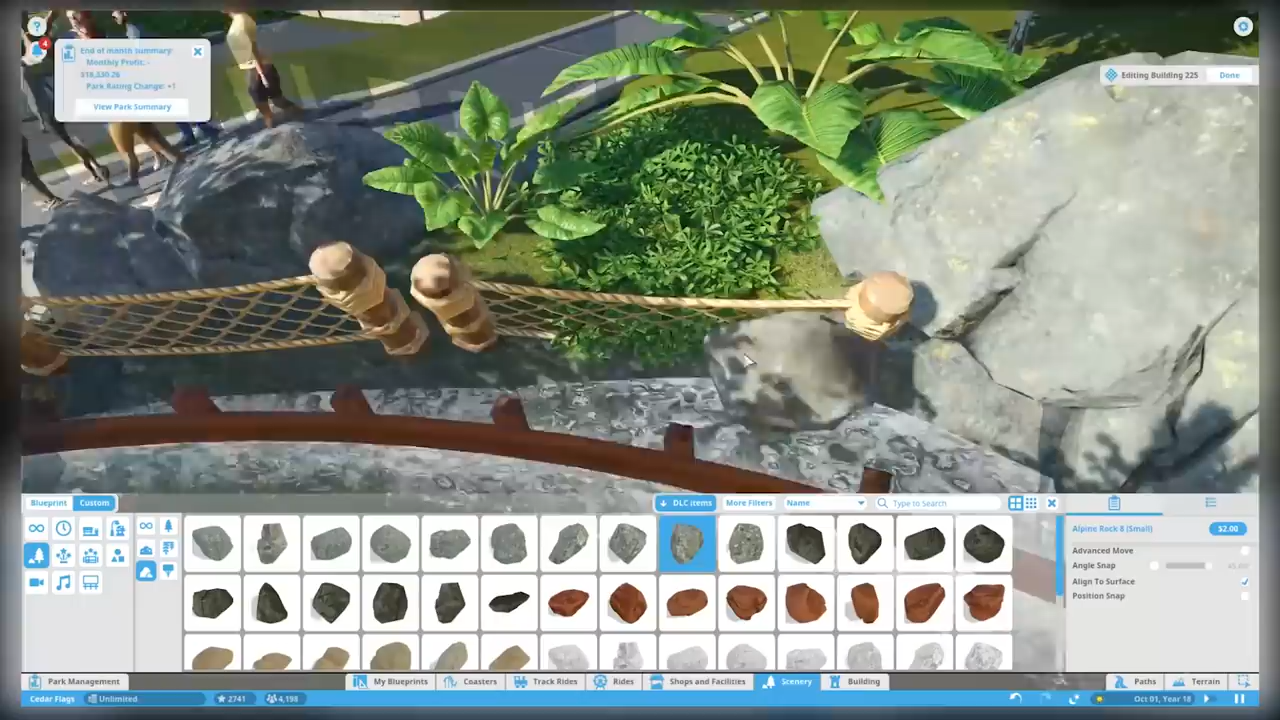 ?
4
End of month summary:
Monthly Profit: -
$18,330.26
Park Rating Change: +1
View Park Summary
Editing Building 225
Done
Blueprint
Custom
DLC Items
More Filters
Name
Type to Search
Alpine Rock 8 (Small)
$2.00
Advanced Move
Angle Snap
Align To Surface
Position Snap
Park Management
My Blueprints
Coasters
Track Rides
Rides
Shops and Facilities
Scenery
Building
Paths
Terrain
Cedar Flags
Unlimited
2741
4,198
Oct 01, Year 18